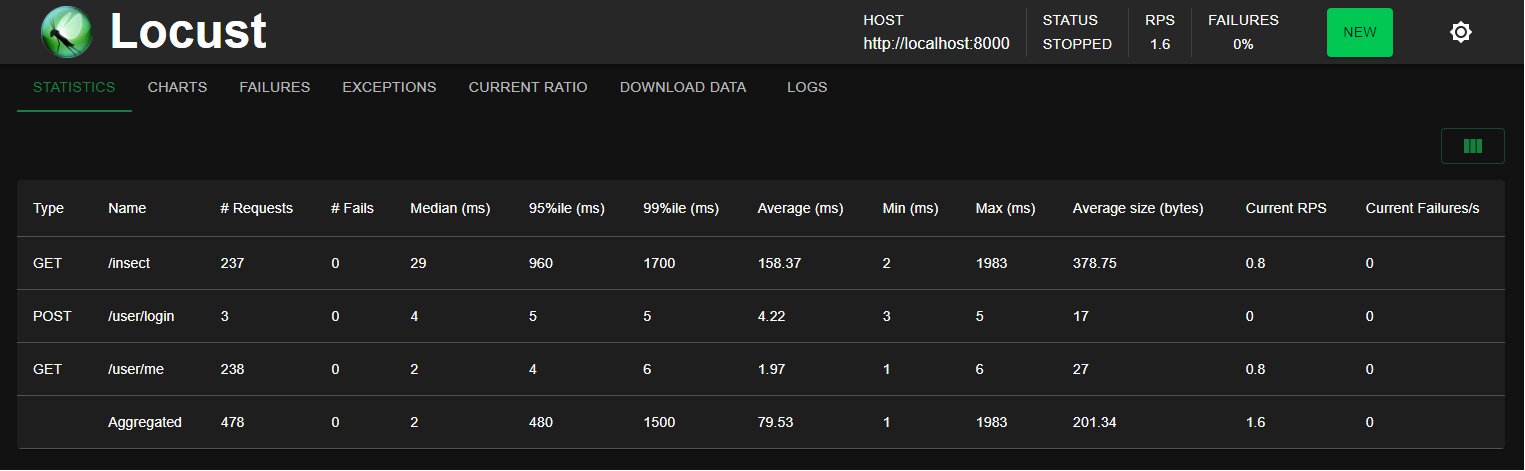 Locust
HOST
http://localhost:8000
STATUS
STOPPED
RPS
1.6
FAILURES
0%
NEW
STATISTICS CHARTS FAILURES EXCEPTIONS CURRENT RATIO DOWNLOAD DATA LOGS
Type Name # Requests # Fails Median (ms) 95%ile (ms) 99%ile (ms) Average (ms) Min (ms) Max (ms) Average size (bytes) Current RPS Current Failures/s
GET /insect 237 0 29 960 1700 158.37 2 1983 378.75 0.8 0
POST /user/login 3 0 4 5 5 4.22 3 5 17 0 0
GET /user/me 238 0 2 4 6 1.97 1 6 27 0.8 0
Aggregated 478 0 2 480 1500 79.53 1 1983 201.34 1.6 0